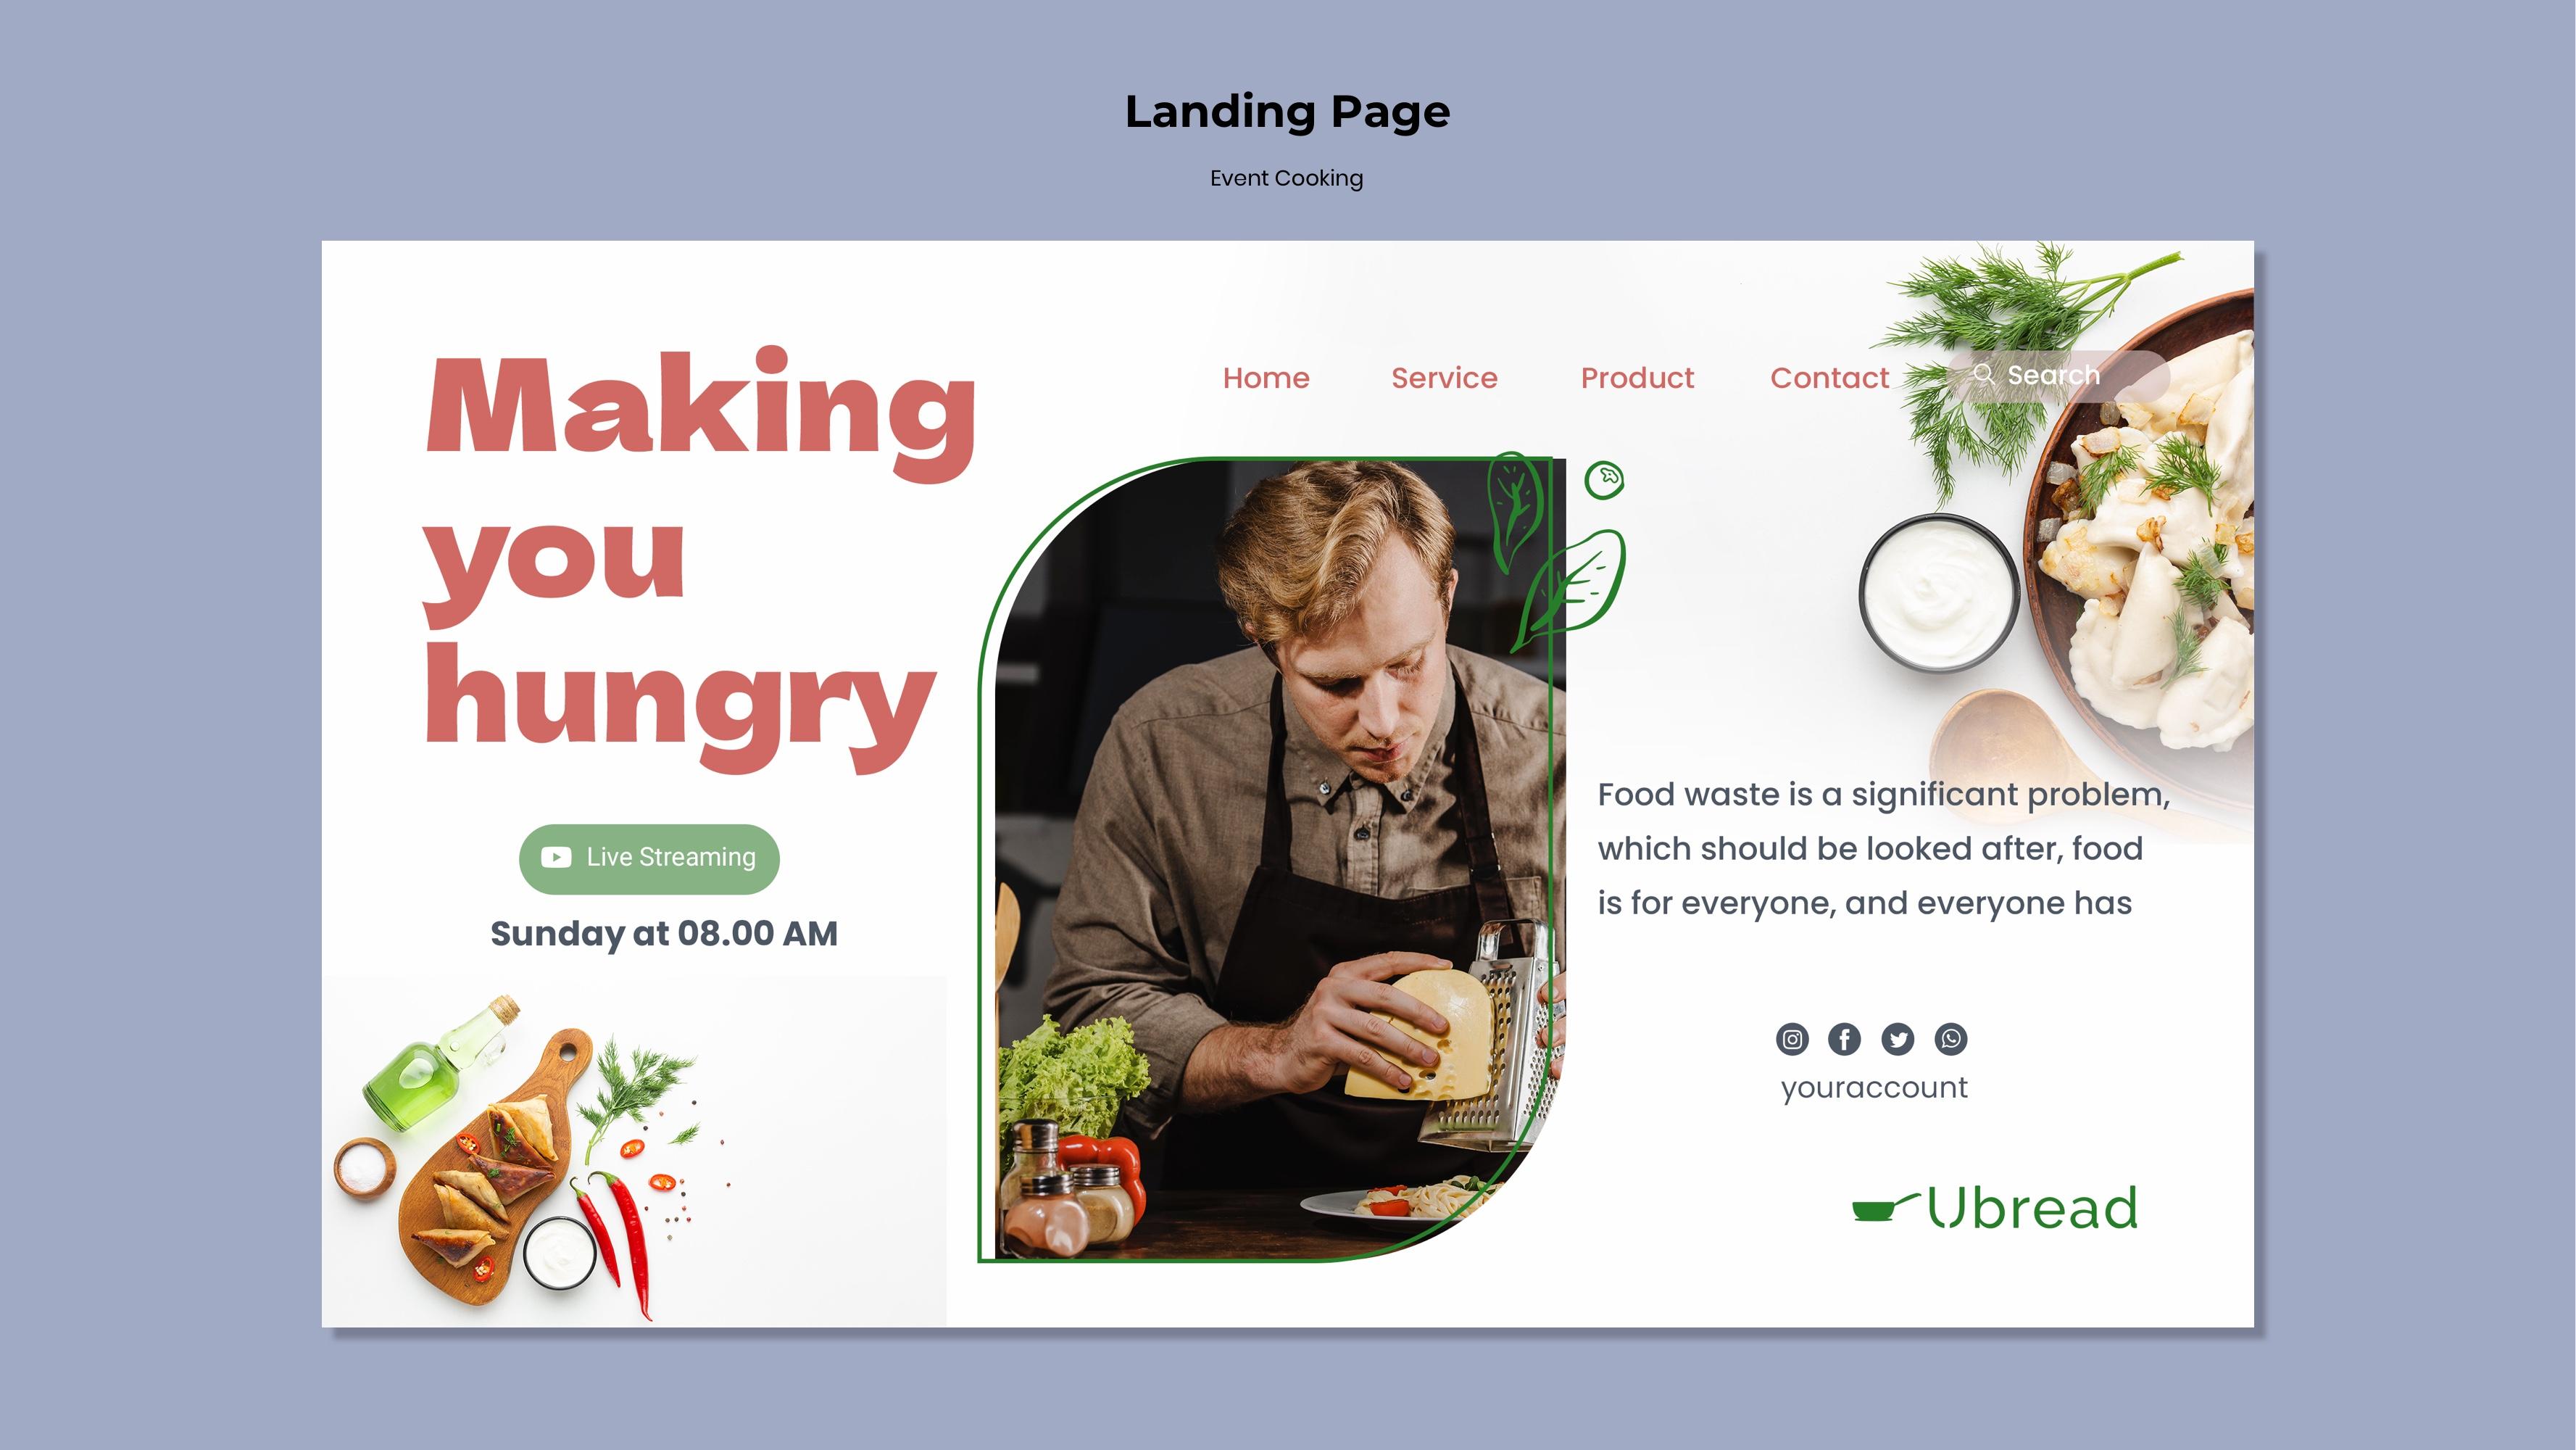 Landing Page
Event Cooking
Making
you
hungry
Home Service Product Contact Search
Live Streaming
Sunday at 08.00 AM
Food waste is a significant problem,
which should be looked after, food
is for everyone, and everyone has
youraccount
Ubread